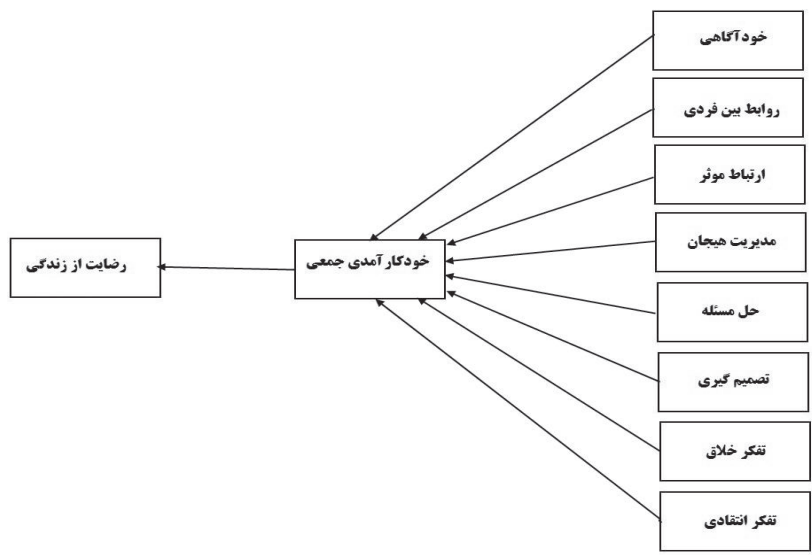 خودآگاهی
روابط بین فردی
ارتباط موثر
مدیریت هیجان
حل مسئله
تصمیم گیری
تفکر خلاق
تفکر انتقادی
خودکارآمدی جمعی
رضایت از زندگی